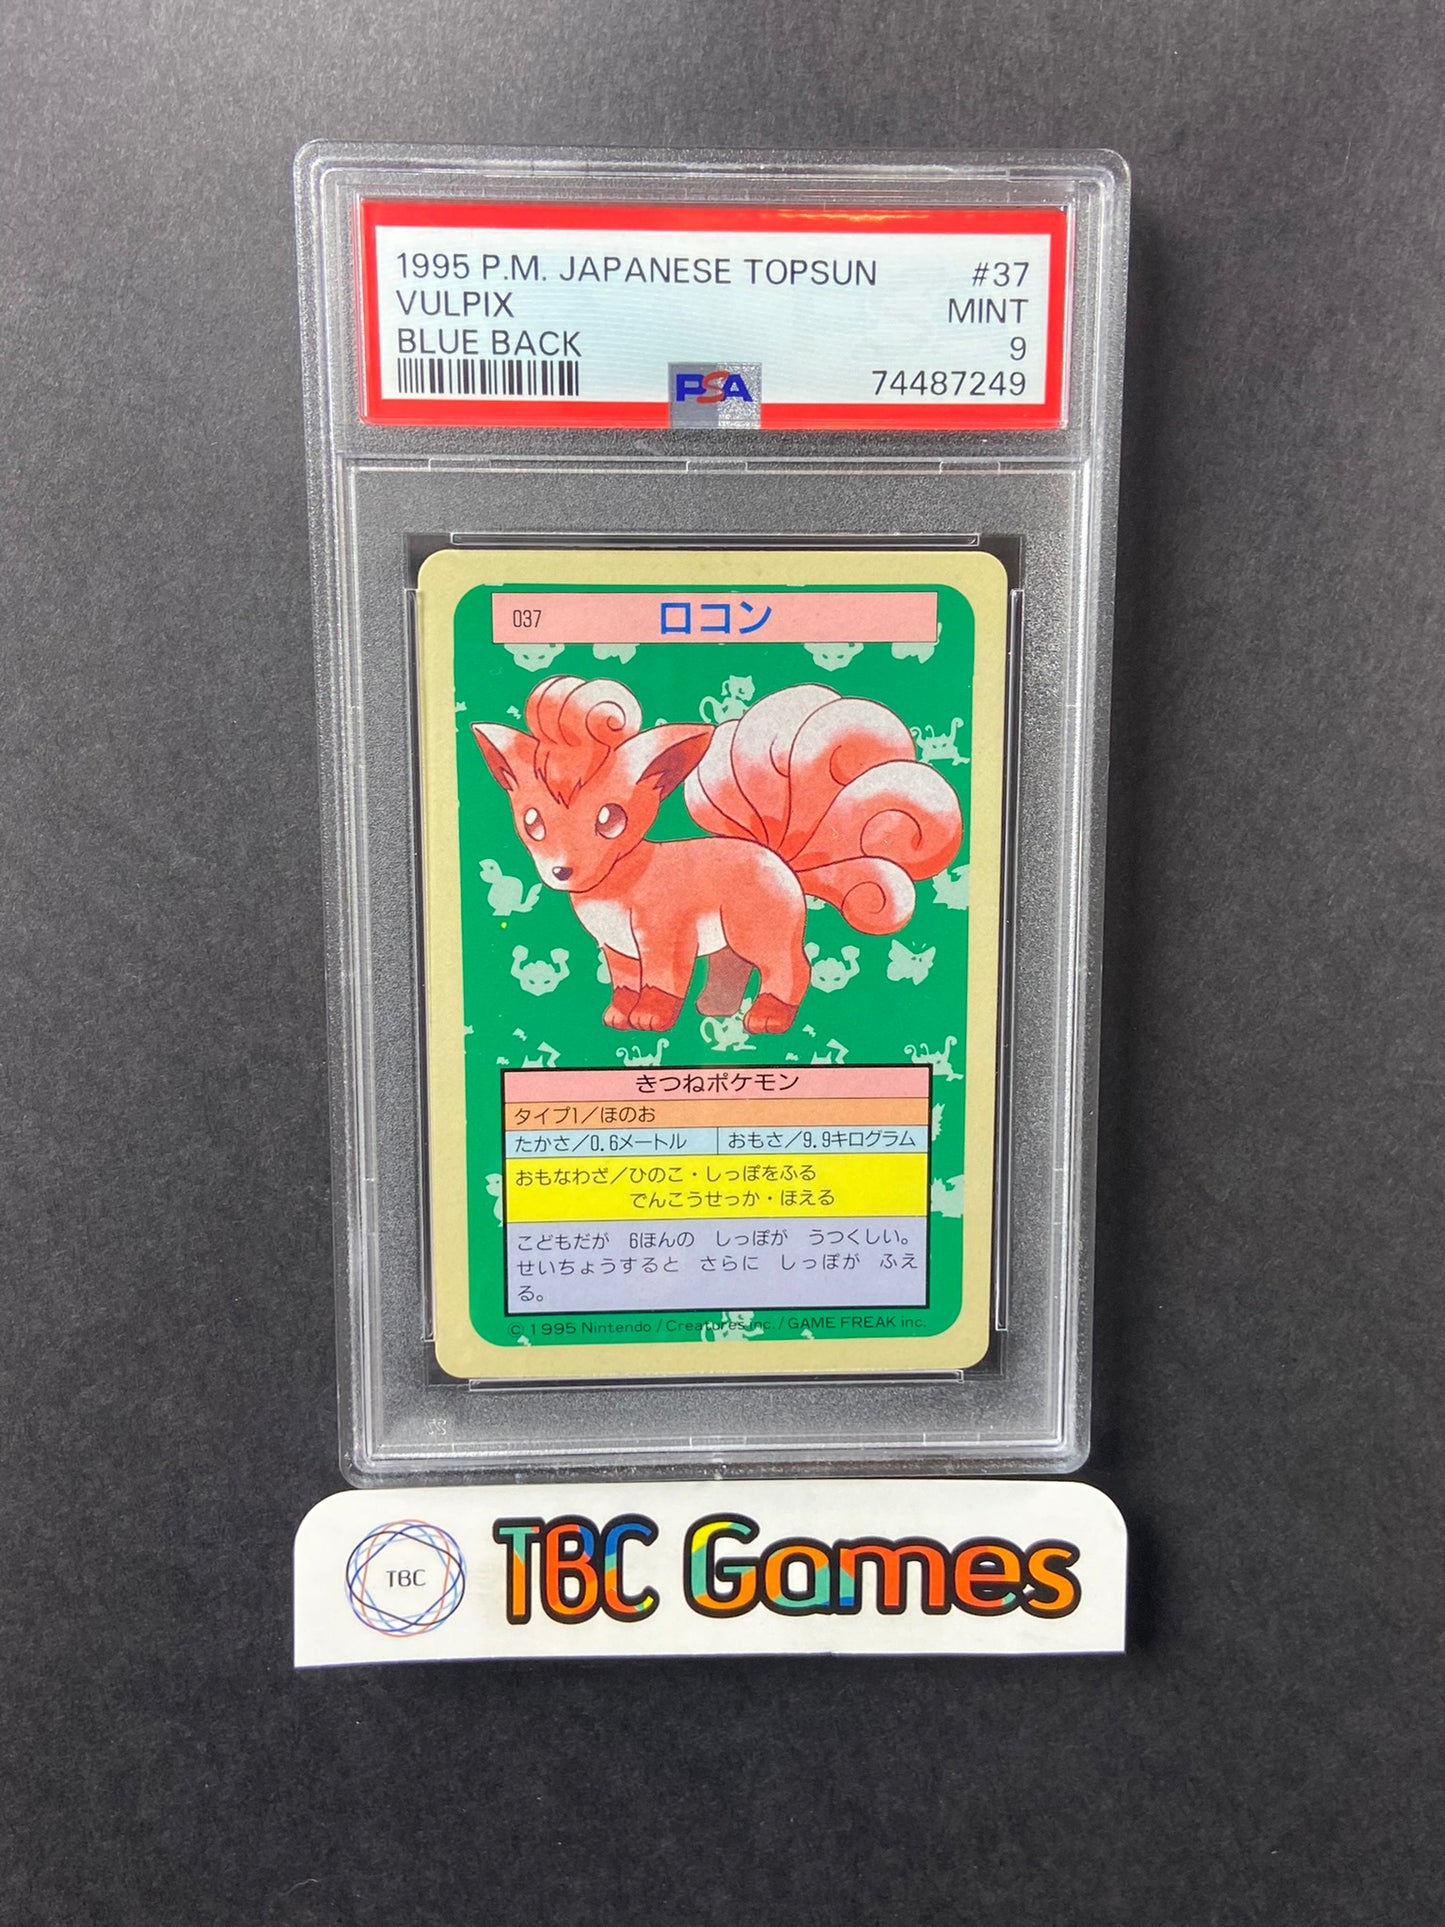 1995 P.M. JAPANESE TOPSUN #37
VULPIX MINT
BLUE BACK 9
PSA 74487249
037 ロコン
きつねポケモン
タイプ1/ほのお
たかさ/0.6メートル おもさ/9.9キログラム
おもなわざ/ひのこ・しっぽをふる
でんこうせっか・ほえる
こどもだが 6ほんの しっぽが うつくしい。
せいちょうすると さらに しっぽが ふえ
る。
© 1995 Nintendo / Creatures inc. / GAME FREAK inc.
TBC TBC Games